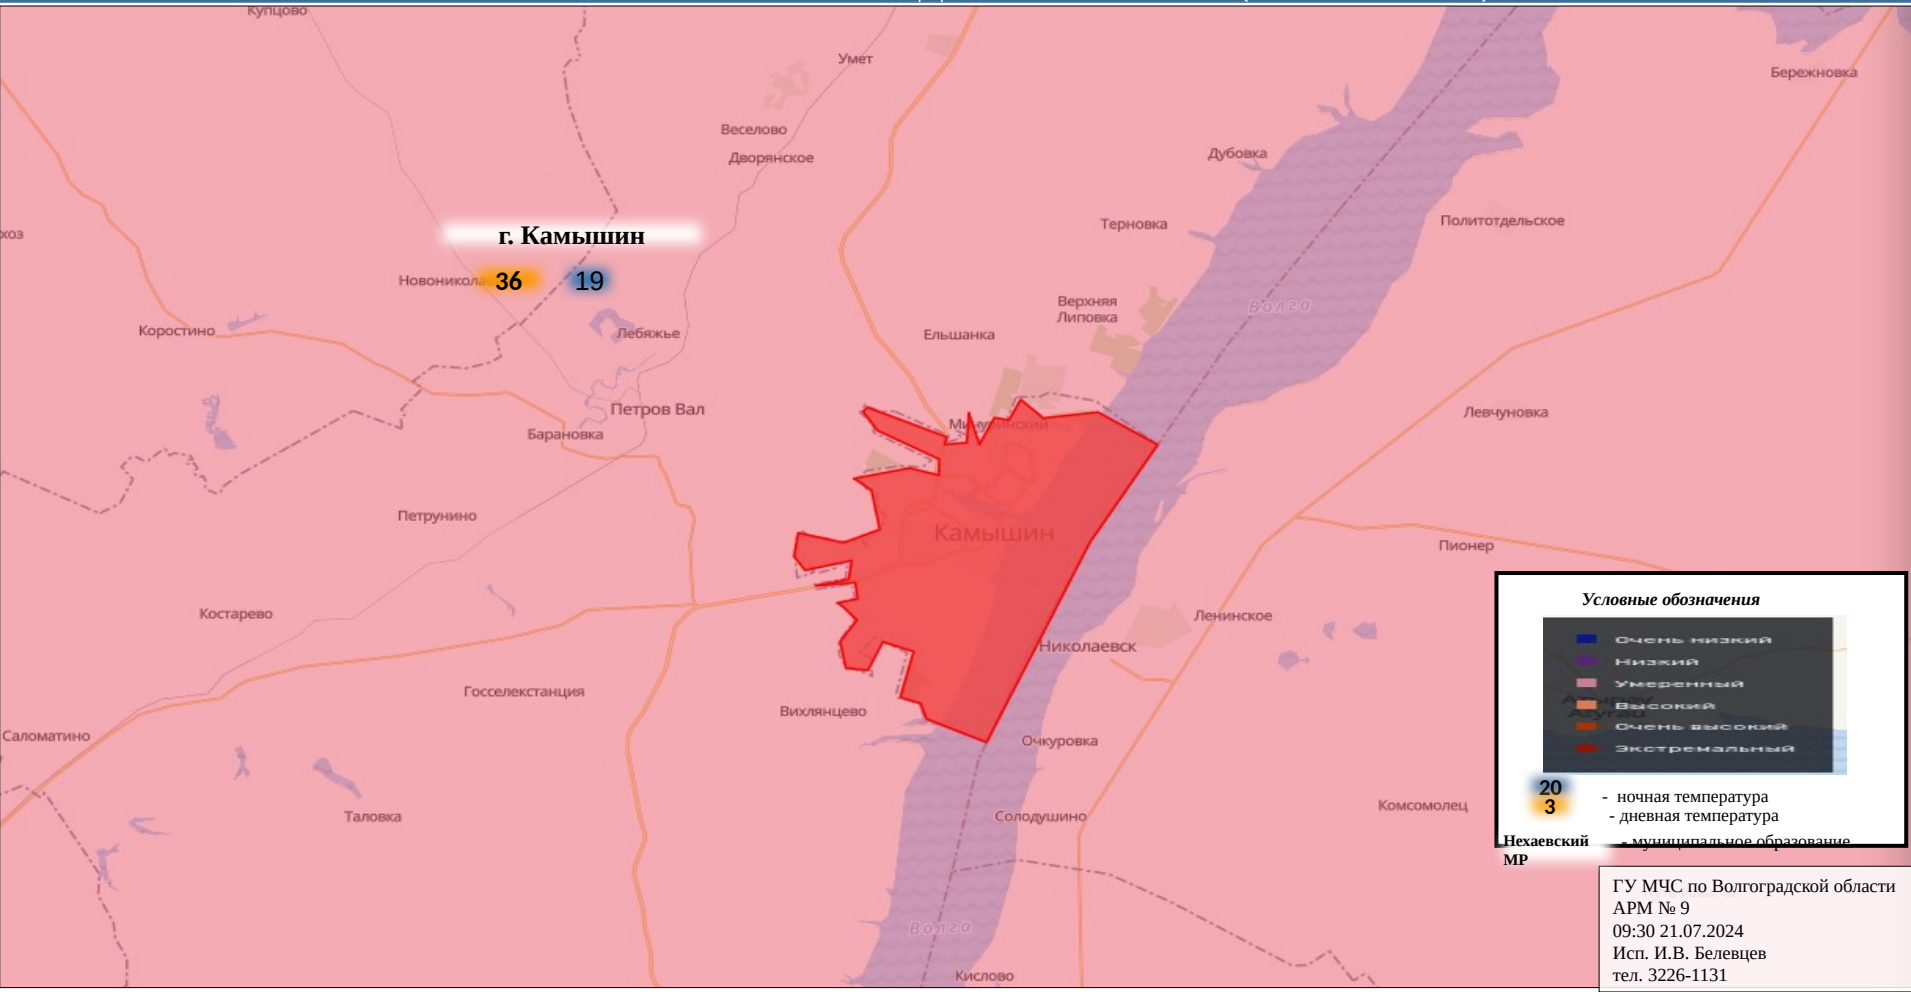 Купцово
Умет
Бережновка
Веселово
Дворянское
Дубовка
Терновка
Политотдельское
хоз
г. Камышин
36 19
Верхняя
Липовка
Волга
Коростино
Лебяжье
Ельшанка
Петров Вал
Левчуновка
Барановка
Мичуринский
Петрунино
Камышин
Пионер
Костарево
Ленинское
Николаевск
Госселекстанция
Вихлянцево
Саломатино
Очкуровка
Таловка
Солодушино
Комсомолец
Волга
Кислово
Условные обозначения
Очень низкий
Низкий
Умеренный
Высокий
Очень высокий
Экстремальный
Atyrau
20 - ночная температура
3 - дневная температура
Нехаевский - муниципальное образование
МР
ГУ МЧС по Волгоградской области
АРМ № 9
09:30 21.07.2024
Исп. И.В. Белевцев
тел. 3226-1131